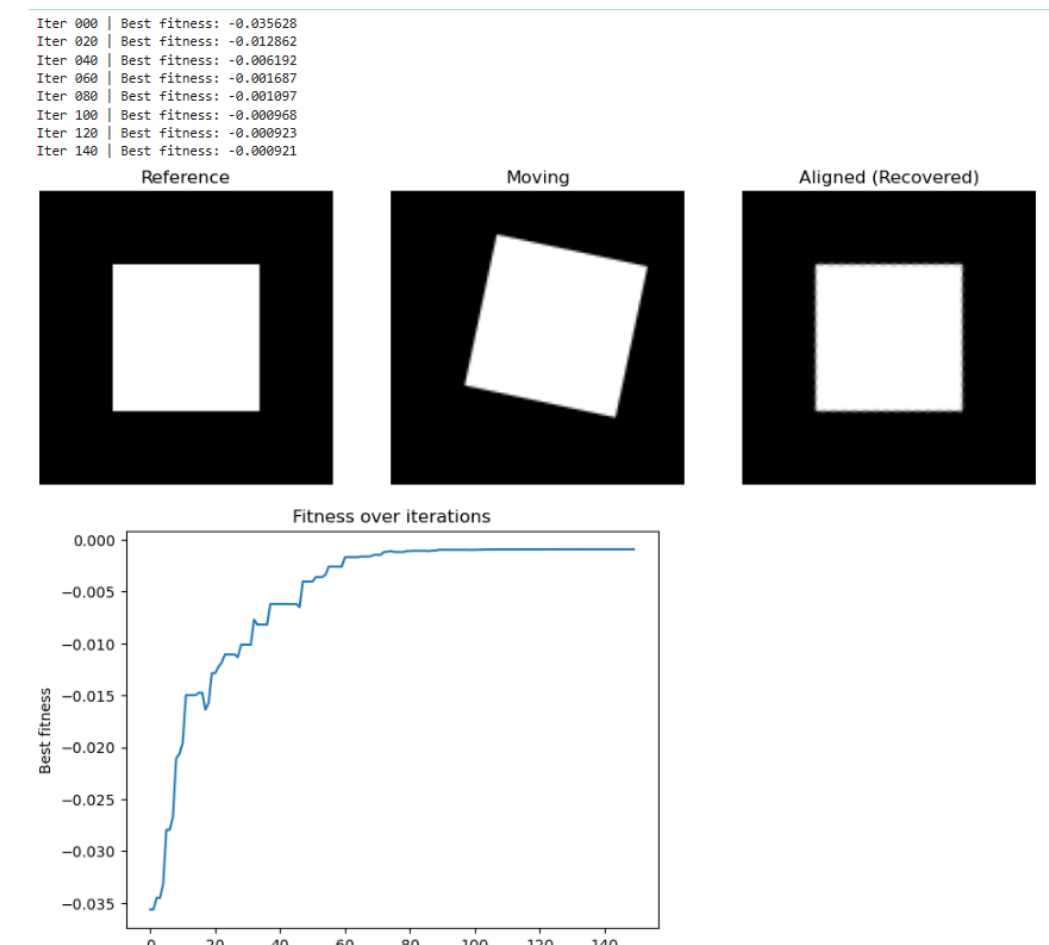 Iter 000 | Best fitness: -0.035628
Iter 020 | Best fitness: -0.012862
Iter 040 | Best fitness: -0.006192
Iter 060 | Best fitness: -0.001687
Iter 080 | Best fitness: -0.001097
Iter 100 | Best fitness: -0.000968
Iter 120 | Best fitness: -0.000923
Iter 140 | Best fitness: -0.000921
Reference Moving Aligned (Recovered)
Fitness over iterations
0.000
−0.005
−0.010
−0.015
−0.020
−0.025
−0.030
−0.035
Best fitness
0 20 40 60 80 100 120 140